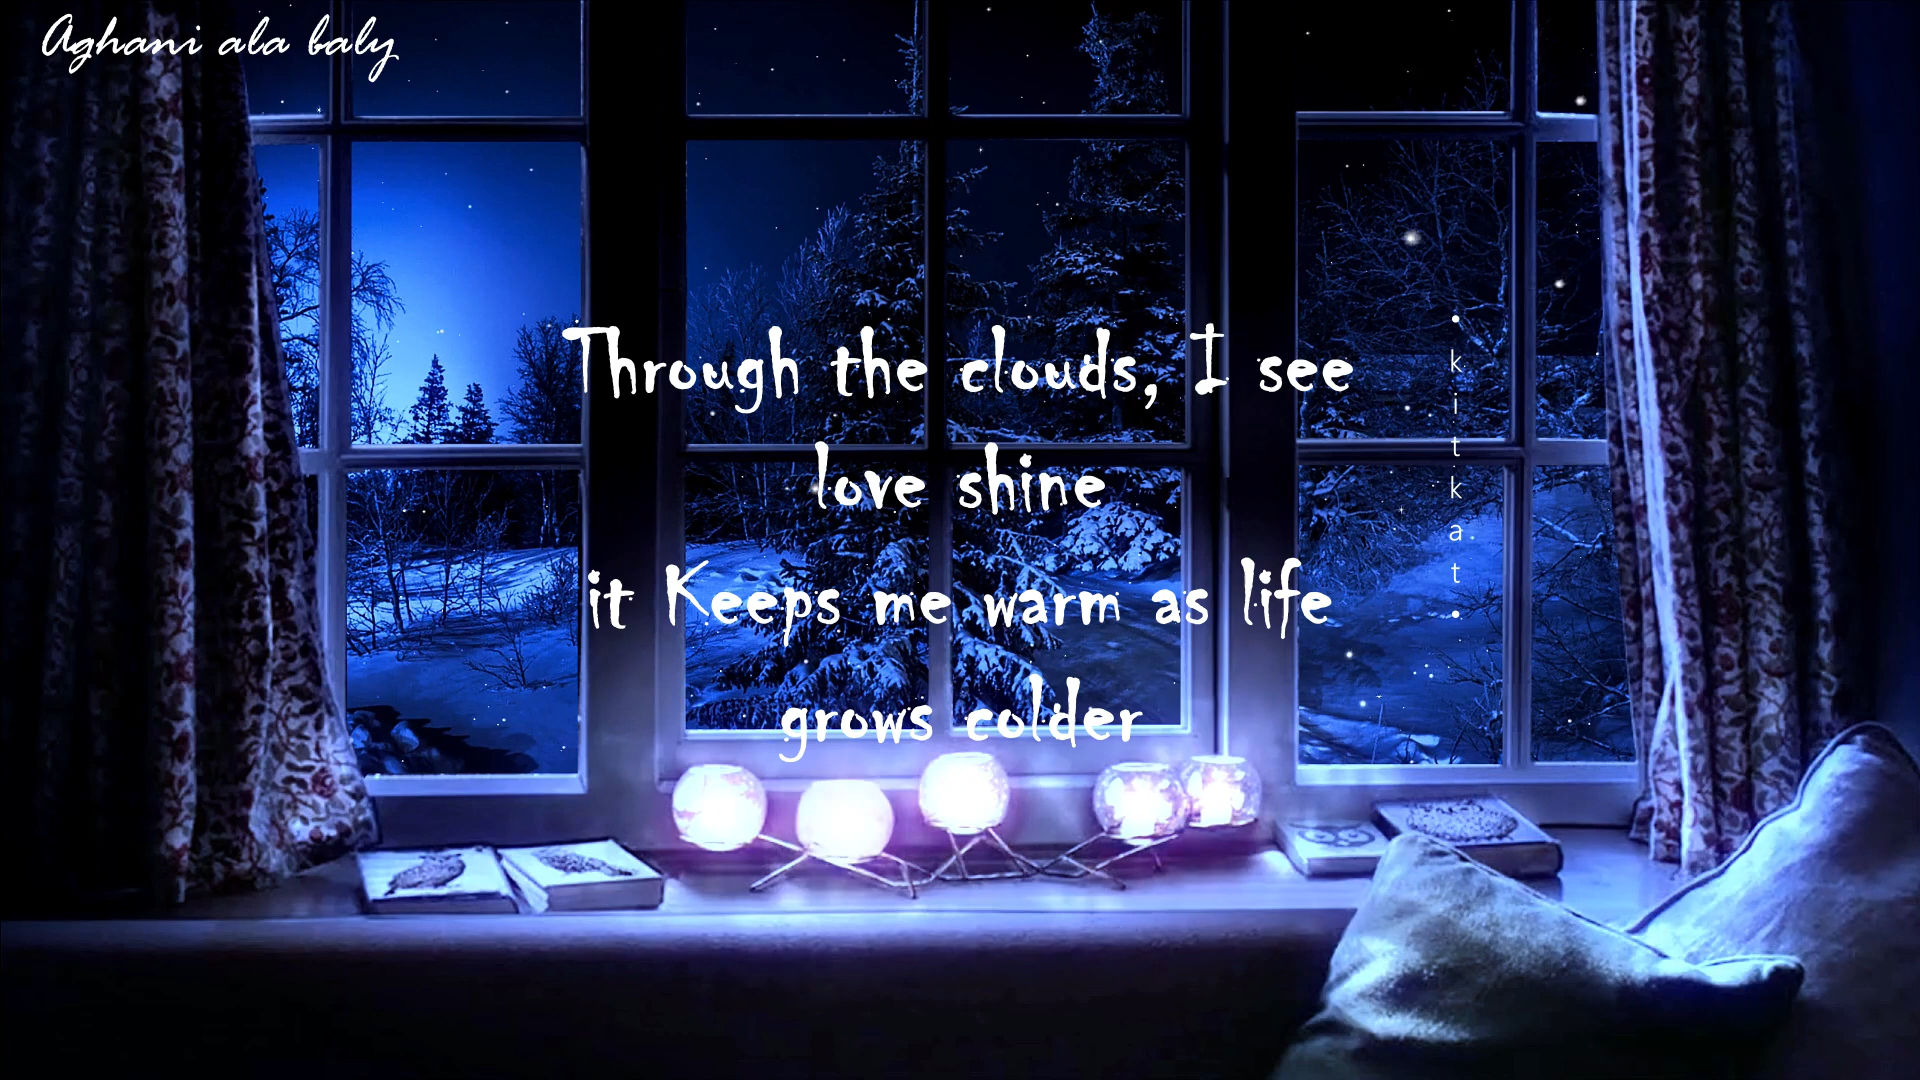 Aghani ala baly
Through the clouds, I see
love shine
it Keeps me warm as life
grows colder
• k i t k a t •